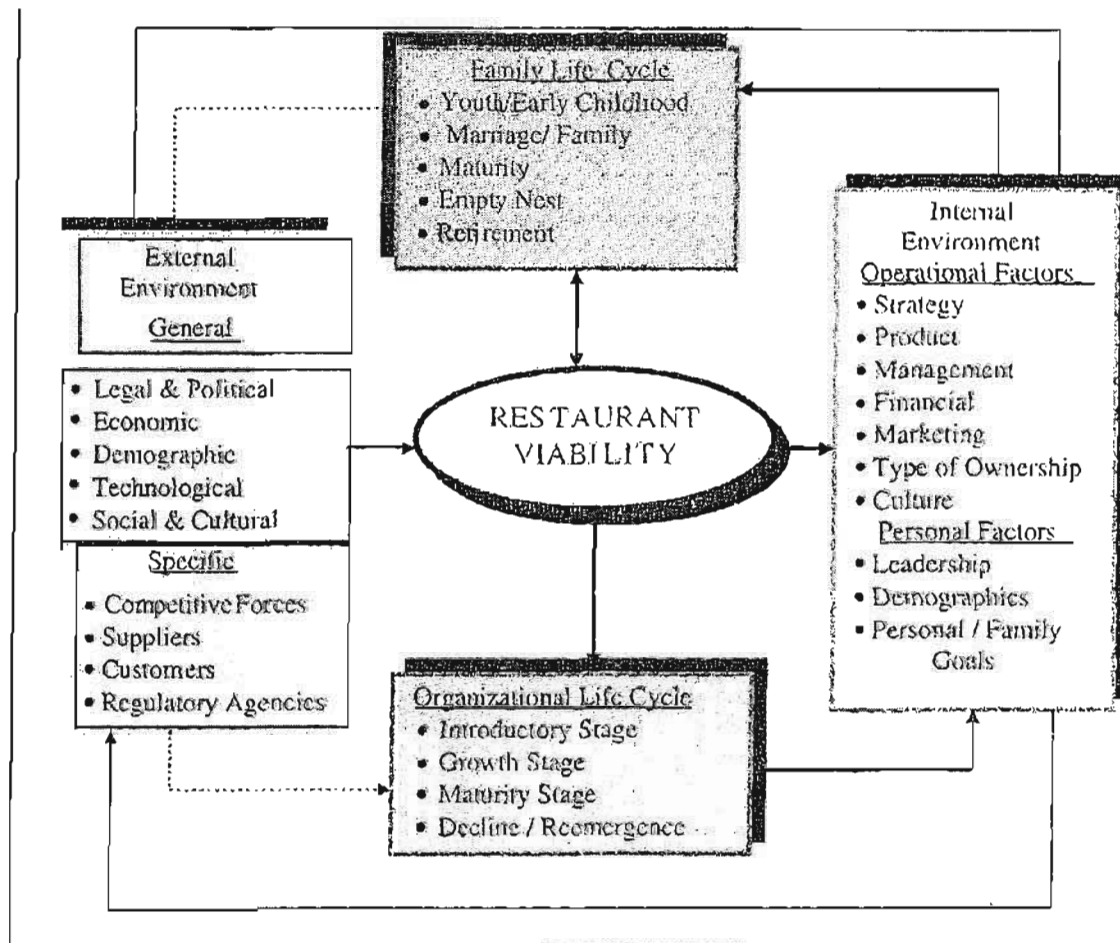 Family Life Cycle
• Youth/Early Childhood
• Marriage/ Family
• Maturity
• Empty Nest
• Retirement
External
Environment
General
• Legal & Political
• Economic
• Demographic
• Technological
• Social & Cultural
Specific
• Competitive Forces
• Suppliers
• Customers
• Regulatory Agencies
RESTAURANT
VIABILITY
Internal
Environment
Operational Factors
• Strategy
• Product
• Management
• Financial
• Marketing
• Type of Ownership
• Culture
Personal Factors
• Leadership
• Demographics
• Personal / Family
Goals
Organizational Life Cycle
• Introductory Stage
• Growth Stage
• Maturity Stage
• Decline / Reemergence